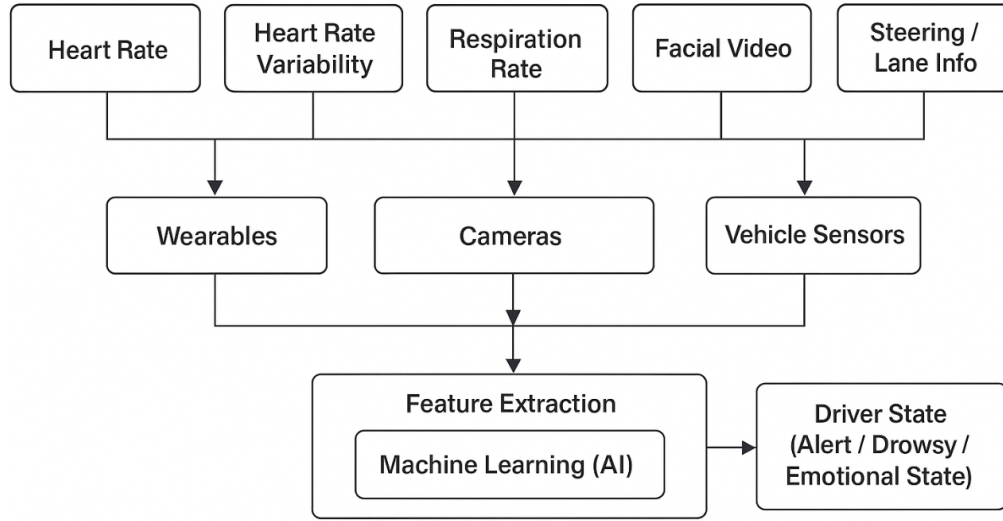 Heart Rate
Heart Rate
Variability
Respiration
Rate
Facial Video
Steering /
Lane Info
Wearables
Cameras
Vehicle Sensors
Feature Extraction
Machine Learning (AI)
Driver State
(Alert / Drowsy /
Emotional State)